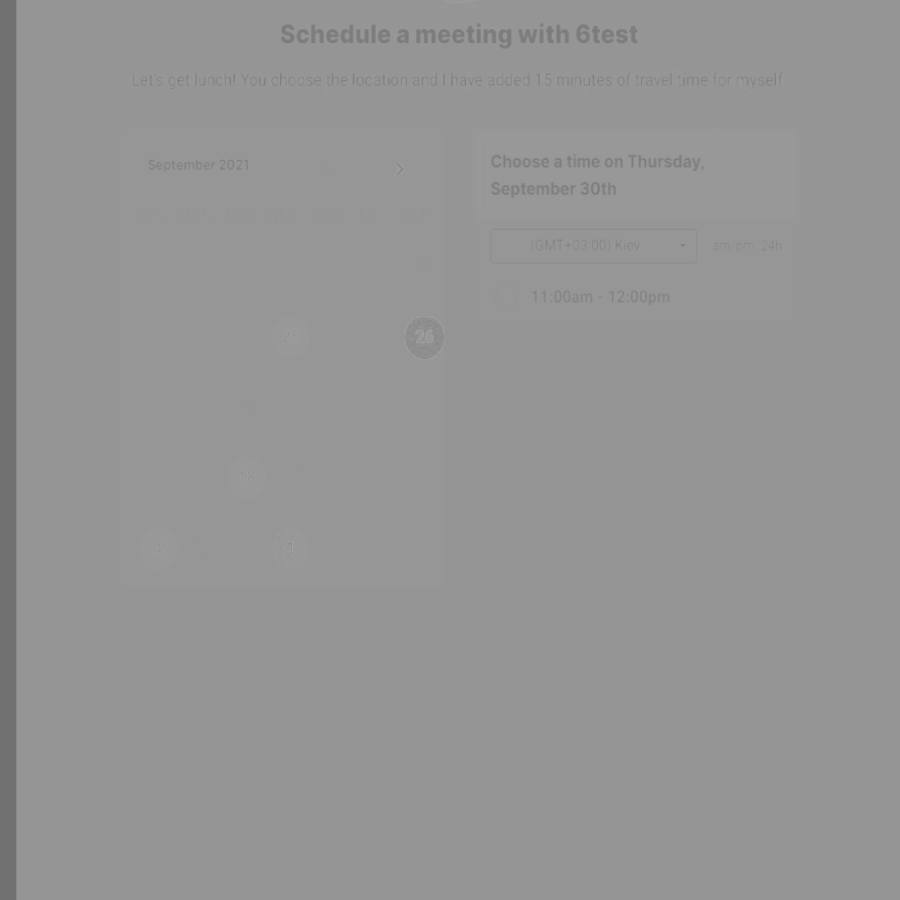 Schedule a meeting with 6test
Let's get lunch! You choose the location and I have added 15 minutes of travel time for myself.
September 2021
Choose a time on Thursday,
September 30th
(GMT+03:00) Kiev
am/pm 24h
11:00am - 12:00pm
26